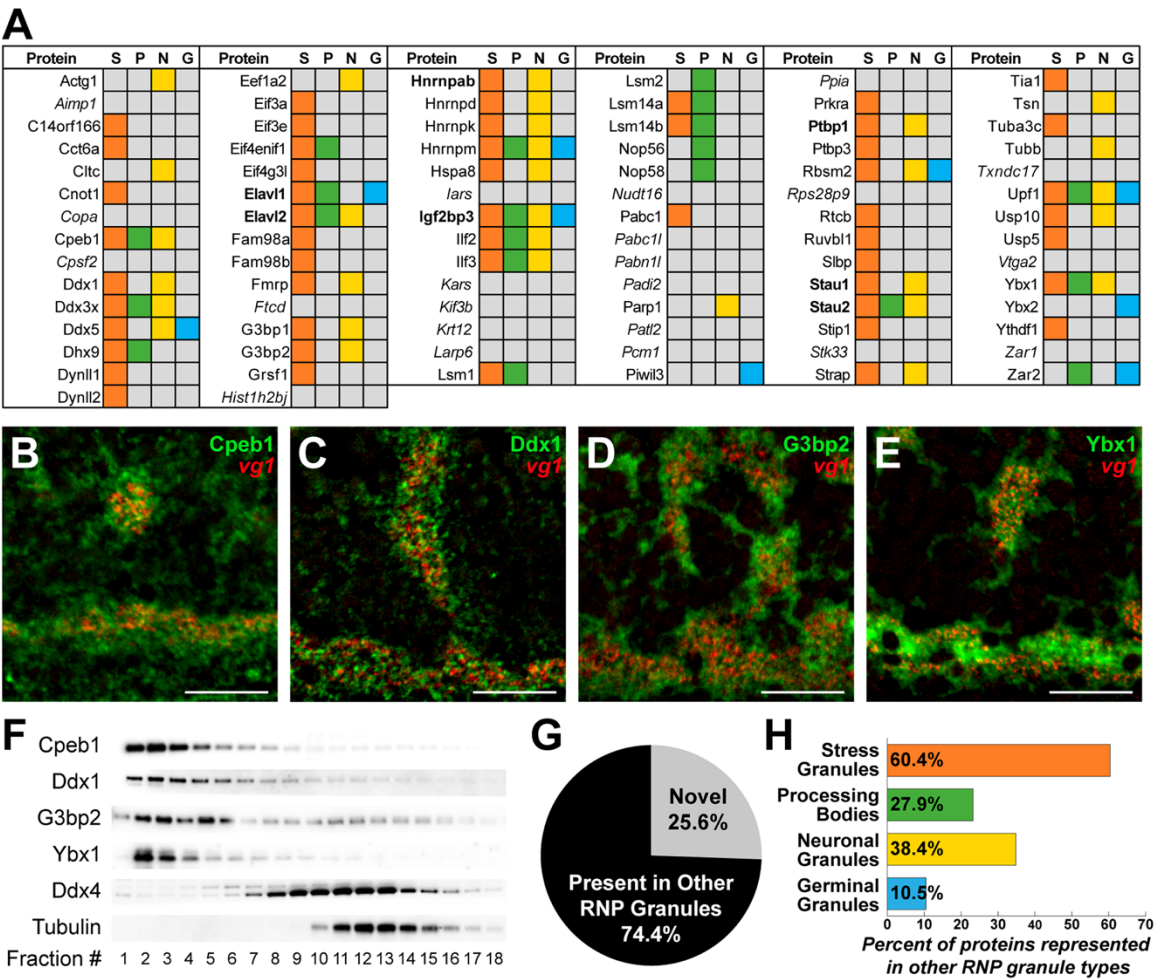 A
Protein S P N G Protein S P N G Protein S P N G Protein S P N G Protein S P N G Protein S P N G
Actg1 Eef1a2 Hnrnpab Lsm2 Ppia Tia1
Aimp1 Eif3a Hnrnpd Lsm14a Prkra Tsn
C14orf166 Eif3e Hnrnpk Lsm14b Ptbp1 Tuba3c
Cct6a Eif4enif1 Hnrnpm Nop56 Ptbp3 Tubb
Cltc Eif4g3l Hspa8 Nop58 Rbsm2 Txndc17
Cnot1 Elavl1 Iars Nudt16 Rps28p9 Upf1
Copa Elavl2 Igf2bp3 Pabc1 Rtcb Usp10
Cpeb1 Fam98a Ilf2 Pabc1l Ruvbl1 Usp5
Cpsf2 Fam98b Ilf3 Pabn1l Slbp Vtga2
Ddx1 Fmrp Kars Padi2 Stau1 Ybx1
Ddx3x Ftcd Kif3b Parp1 Stau2 Ybx2
Ddx5 G3bp1 Krt12 Patl2 Stip1 Ythdf1
Dhx9 G3bp2 Larp6 Pcm1 Stk33 Zar1
Dynll1 Grsf1 Lsm1 Piwil3 Strap Zar2
Dynll2 Hist1h2bj
B Cpeb1
vg1
C Ddx1
vg1
D G3bp2
vg1
E Ybx1
vg1
F
Cpeb1
Ddx1
G3bp2
Ybx1
Ddx4
Tubulin
Fraction # 1 2 3 4 5 6 7 8 9 10 11 12 13 14 15 16 17 18
G
Novel
25.6%
Present in Other
RNP Granules
74.4%
H
Stress
Granules
60.4%
Processing
Bodies
27.9%
Neuronal
Granules
38.4%
Germinal
Granules
10.5%
0 10 20 30 40 50 60 70
Percent of proteins represented
in other RNP granule types